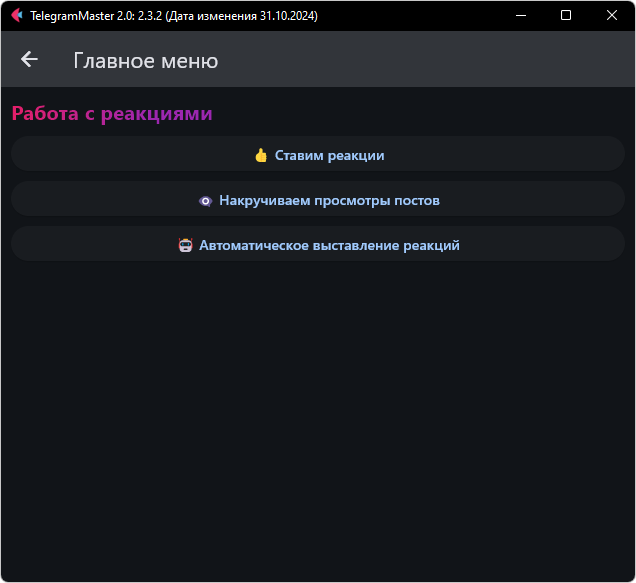 TelegramMaster 2.0: 2.3.2 (Дата изменения 31.10.2024)
Главное меню
Работа с реакциями
👍 Ставим реакции
👁️‍🗨️ Накручиваем просмотры постов
🤖 Автоматическое выставление реакций